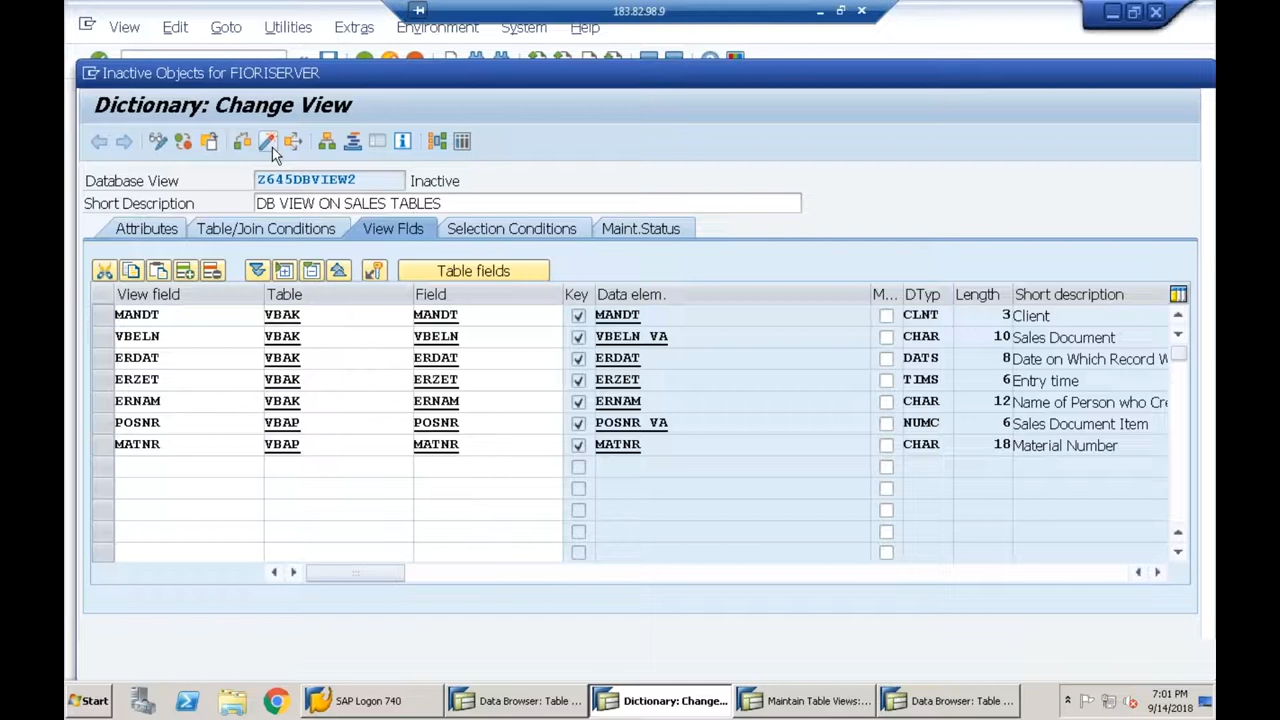 183.82.98.9
View Edit Goto Utilities Extras Environment System Help
Inactive Objects for FIORISERVER
Dictionary: Change View
Database View Z645DBVIEW2 Inactive
Short Description DB VIEW ON SALES TABLES
Attributes Table/Join Conditions View Flds Selection Conditions Maint.Status
Table fields
View field Table Field Key Data elem. M... DTyp Length Short description
MANDT VBAK MANDT MANDT CLNT 3 Client
VBELN VBAK VBELN VBELN_VA CHAR 10 Sales Document
ERDAT VBAK ERDAT ERDAT DATS 8 Date on Which Record W
ERZET VBAK ERZET ERZET TIMS 6 Entry time
ERNAM VBAK ERNAM ERNAM CHAR 12 Name of Person who Cre
POSNR VBAP POSNR POSNR_VA NUMC 6 Sales Document Item
MATNR VBAP MATNR MATNR CHAR 18 Material Number
Start SAP Logon 740 Data Browser: Table ... Dictionary: Change... Maintain Table Views:... Data Browser: Table ... 7:01 PM
9/14/2018